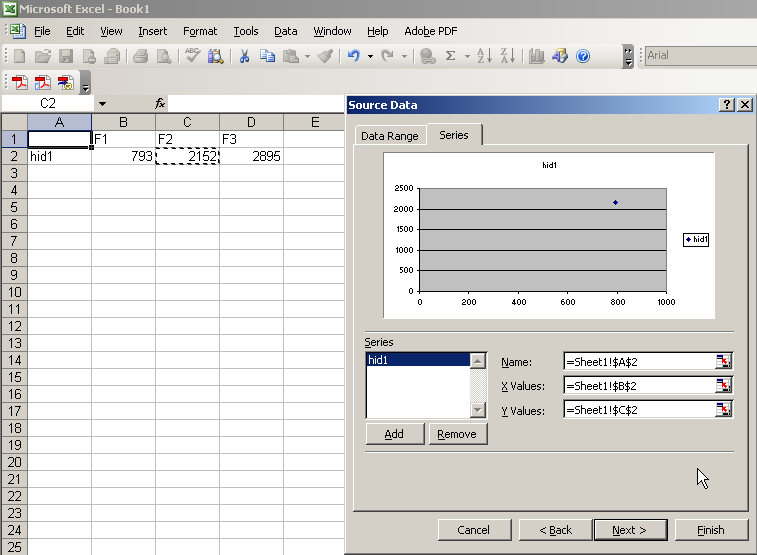 Microsoft Excel - Book1
File Edit View Insert Format Tools Data Window Help Adobe PDF
Arial
C2 fx
A B C D E
1 F1 F2 F3
2 hid1 793 2152 2895
3
4
5
6
7
8
9
10
11
12
13
14
15
16
17
18
19
20
21
22
23
24
25
Source Data
Data Range Series
hid1
2500
2000
1500
1000
500
0
0 200 400 600 800 1000
hid1
Series
hid1
Name: =Sheet1!$A$2
X Values: =Sheet1!$B$2
Y Values: =Sheet1!$C$2
Add Remove
Cancel < Back Next > Finish